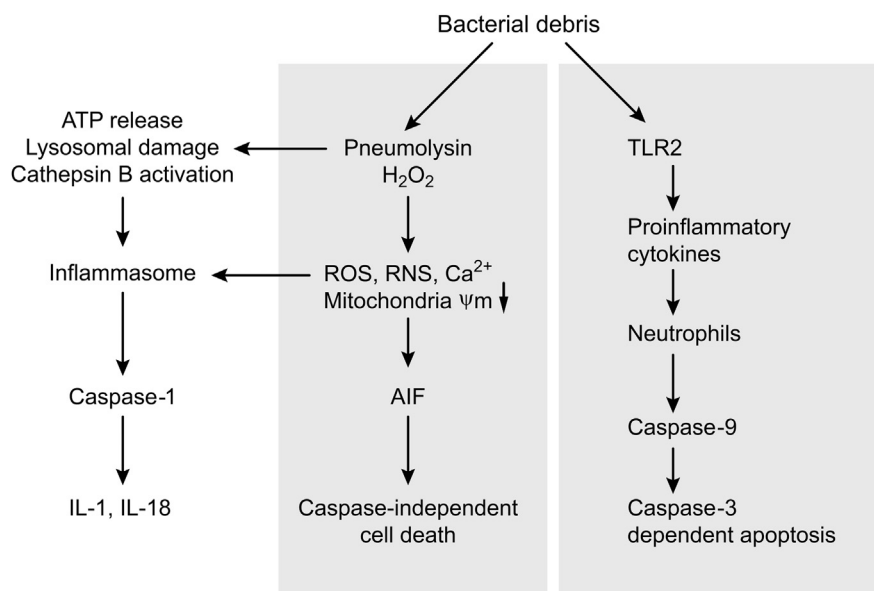 Bacterial debris
ATP release
Lysosomal damage
Cathepsin B activation
Pneumolysin
H₂O₂
TLR2
Proinflammatory
cytokines
Inflammasome
ROS, RNS, Ca²⁺
Mitochondria Ψm
Neutrophils
Caspase-1
AIF
Caspase-9
IL-1, IL-18
Caspase-independent
cell death
Caspase-3
dependent apoptosis